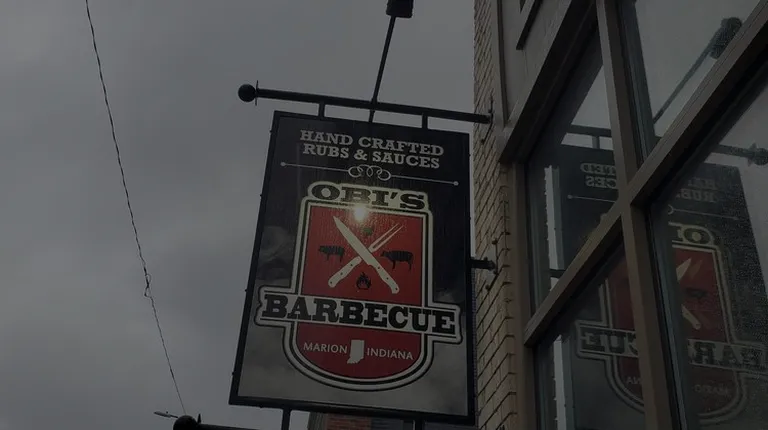 HAND CRAFTED
RUBS & SAUCES
OBI'S
BARBECUE
MARION INDIANA